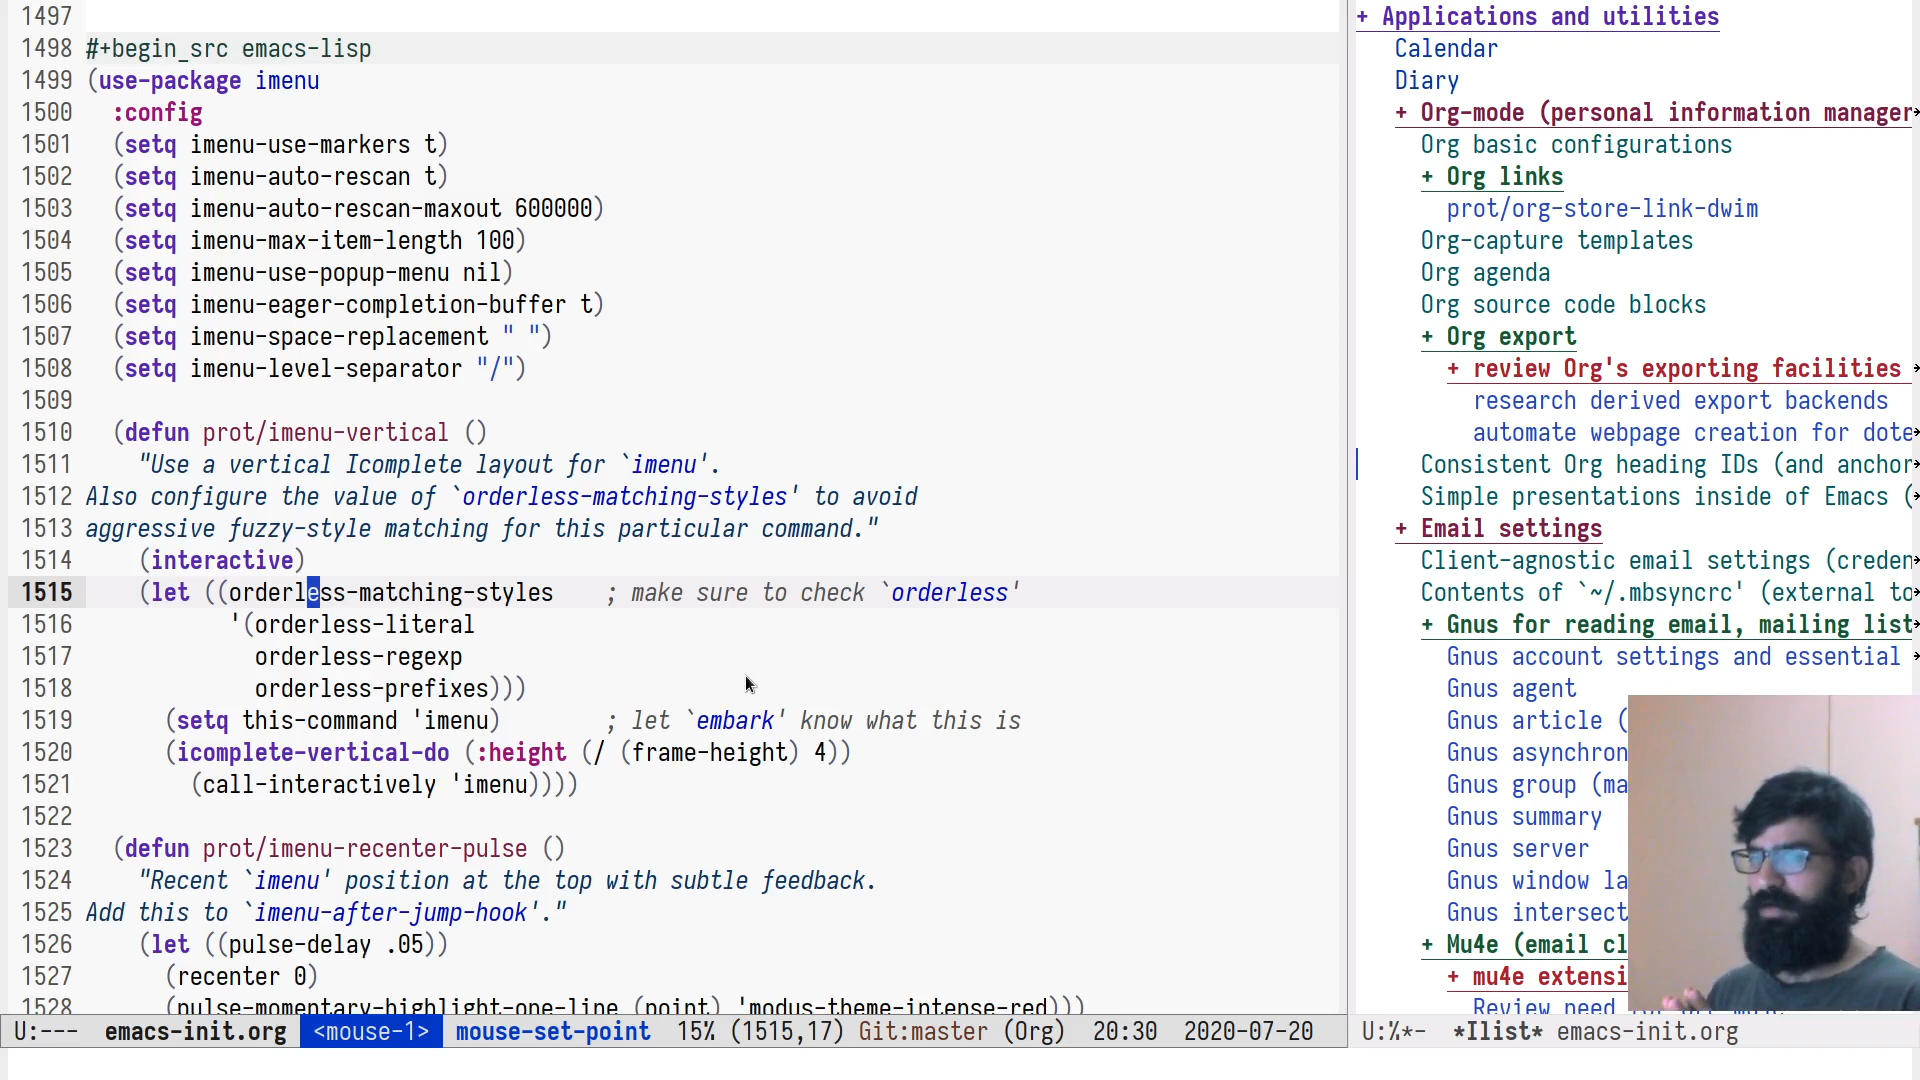 1497
1498 #+begin_src emacs-lisp
1499 (use-package imenu
1500   :config
1501   (setq imenu-use-markers t)
1502   (setq imenu-auto-rescan t)
1503   (setq imenu-auto-rescan-maxout 600000)
1504   (setq imenu-max-item-length 100)
1505   (setq imenu-use-popup-menu nil)
1506   (setq imenu-eager-completion-buffer t)
1507   (setq imenu-space-replacement " ")
1508   (setq imenu-level-separator "/")
1509
1510   (defun prot/imenu-vertical ()
1511     "Use a vertical Icomplete layout for `imenu'.
1512 Also configure the value of `orderless-matching-styles' to avoid
1513 aggressive fuzzy-style matching for this particular command."
1514     (interactive)
1515     (let ((orderless-matching-styles    ; make sure to check `orderless'
1516            '(orderless-literal
1517              orderless-regexp
1518              orderless-prefixes)))
1519       (setq this-command 'imenu)        ; let `embark' know what this is
1520       (icomplete-vertical-do (:height (/ (frame-height) 4))
1521         (call-interactively 'imenu))))
1522
1523   (defun prot/imenu-recenter-pulse ()
1524     "Recent `imenu' position at the top with subtle feedback.
1525 Add this to `imenu-after-jump-hook'."
1526     (let ((pulse-delay .05))
1527       (recenter 0)
1528       (pulse-momentary-highlight-one-line (point) 'modus-theme-intense-red)))
U:--- emacs-init.org <mouse-1> mouse-set-point 15% (1515,17) Git:master (Org) 20:30 2020-07-20
+ Applications and utilities
Calendar
Diary
+ Org-mode (personal information manager
Org basic configurations
+ Org links
prot/org-store-link-dwim
Org-capture templates
Org agenda
Org source code blocks
+ Org export
+ review Org's exporting facilities
research derived export backends
automate webpage creation for dote
Consistent Org heading IDs (and anchor
Simple presentations inside of Emacs (
+ Email settings
Client-agnostic email settings (creden
Contents of `~/.mbsyncrc' (external to
+ Gnus for reading email, mailing list
Gnus account settings and essential
Gnus agent
Gnus article (
Gnus asynchron
Gnus group (ma
Gnus summary
Gnus server
Gnus window la
Gnus intersect
+ Mu4e (email cl
+ mu4e extensi
Review need
U:%*- *Ilist* emacs-init.org